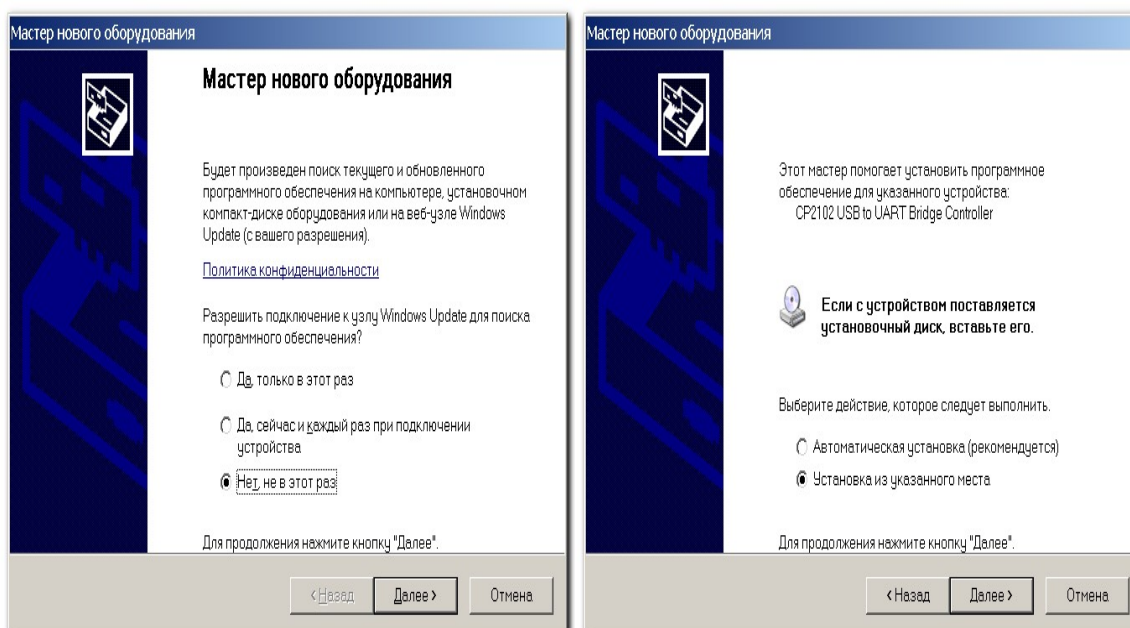 Мастер нового оборудования
Мастер нового оборудования
Будет произведен поиск текущего и обновленного
программного обеспечения на компьютере, установочном
компакт-диске оборудования или на веб-узле Windows
Update (с вашего разрешения).
Политика конфиденциальности
Разрешить подключение к узлу Windows Update для поиска
программного обеспечения?
Да, только в этот раз
Да, сейчас и каждый раз при подключении
устройства
Нет, не в этот раз
Для продолжения нажмите кнопку "Далее".
< Назад Далее > Отмена
Мастер нового оборудования
Этот мастер помогает установить программное
обеспечение для указанного устройства:
CP2102 USB to UART Bridge Controller
Если с устройством поставляется
установочный диск, вставьте его.
Выберите действие, которое следует выполнить.
Автоматическая установка (рекомендуется)
Установка из указанного места
Для продолжения нажмите кнопку "Далее".
< Назад Далее > Отмена